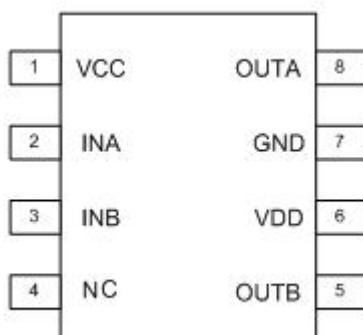 1 VCC OUTA 8
2 INA GND 7
3 INB VDD 6
4 NC OUTB 5